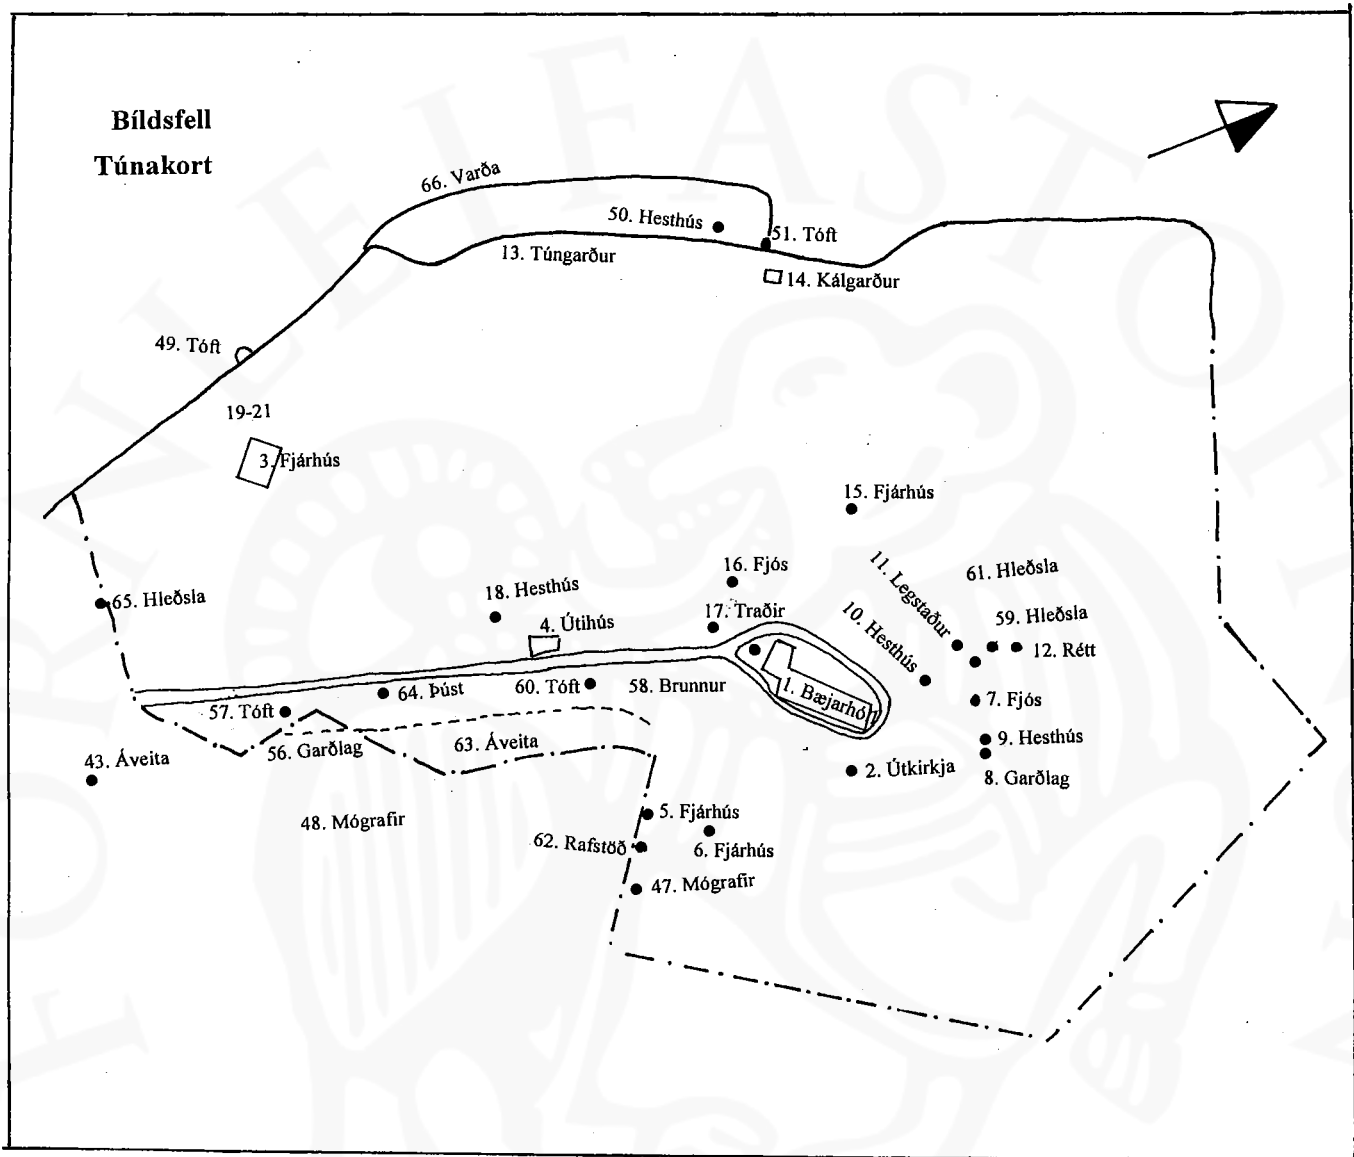 Bíldsfell
Túnakort
66. Varða
50. Hesthús
51. Tóft
13. Túngarður
14. Kálgarður
49. Tóft
19-21
3. Fjárhús
15. Fjárhús
11. Legstaður
61. Hleðsla
16. Fjós
65. Hleðsla
18. Hesthús
10. Hesthús
59. Hleðsla
17. Traðir
4. Útihús
12. Rétt
1. Bæjarhóll
64. Þúst
60. Tóft
58. Brunnur
7. Fjós
57. Tóft
9. Hesthús
56. Garðlag
63. Áveita
43. Áveita
2. Útkirkja
8. Garðlag
48. Mógrafir
5. Fjárhús
62. Rafstöð
6. Fjárhús
47. Mógrafir
FORNLEIFASTOFN